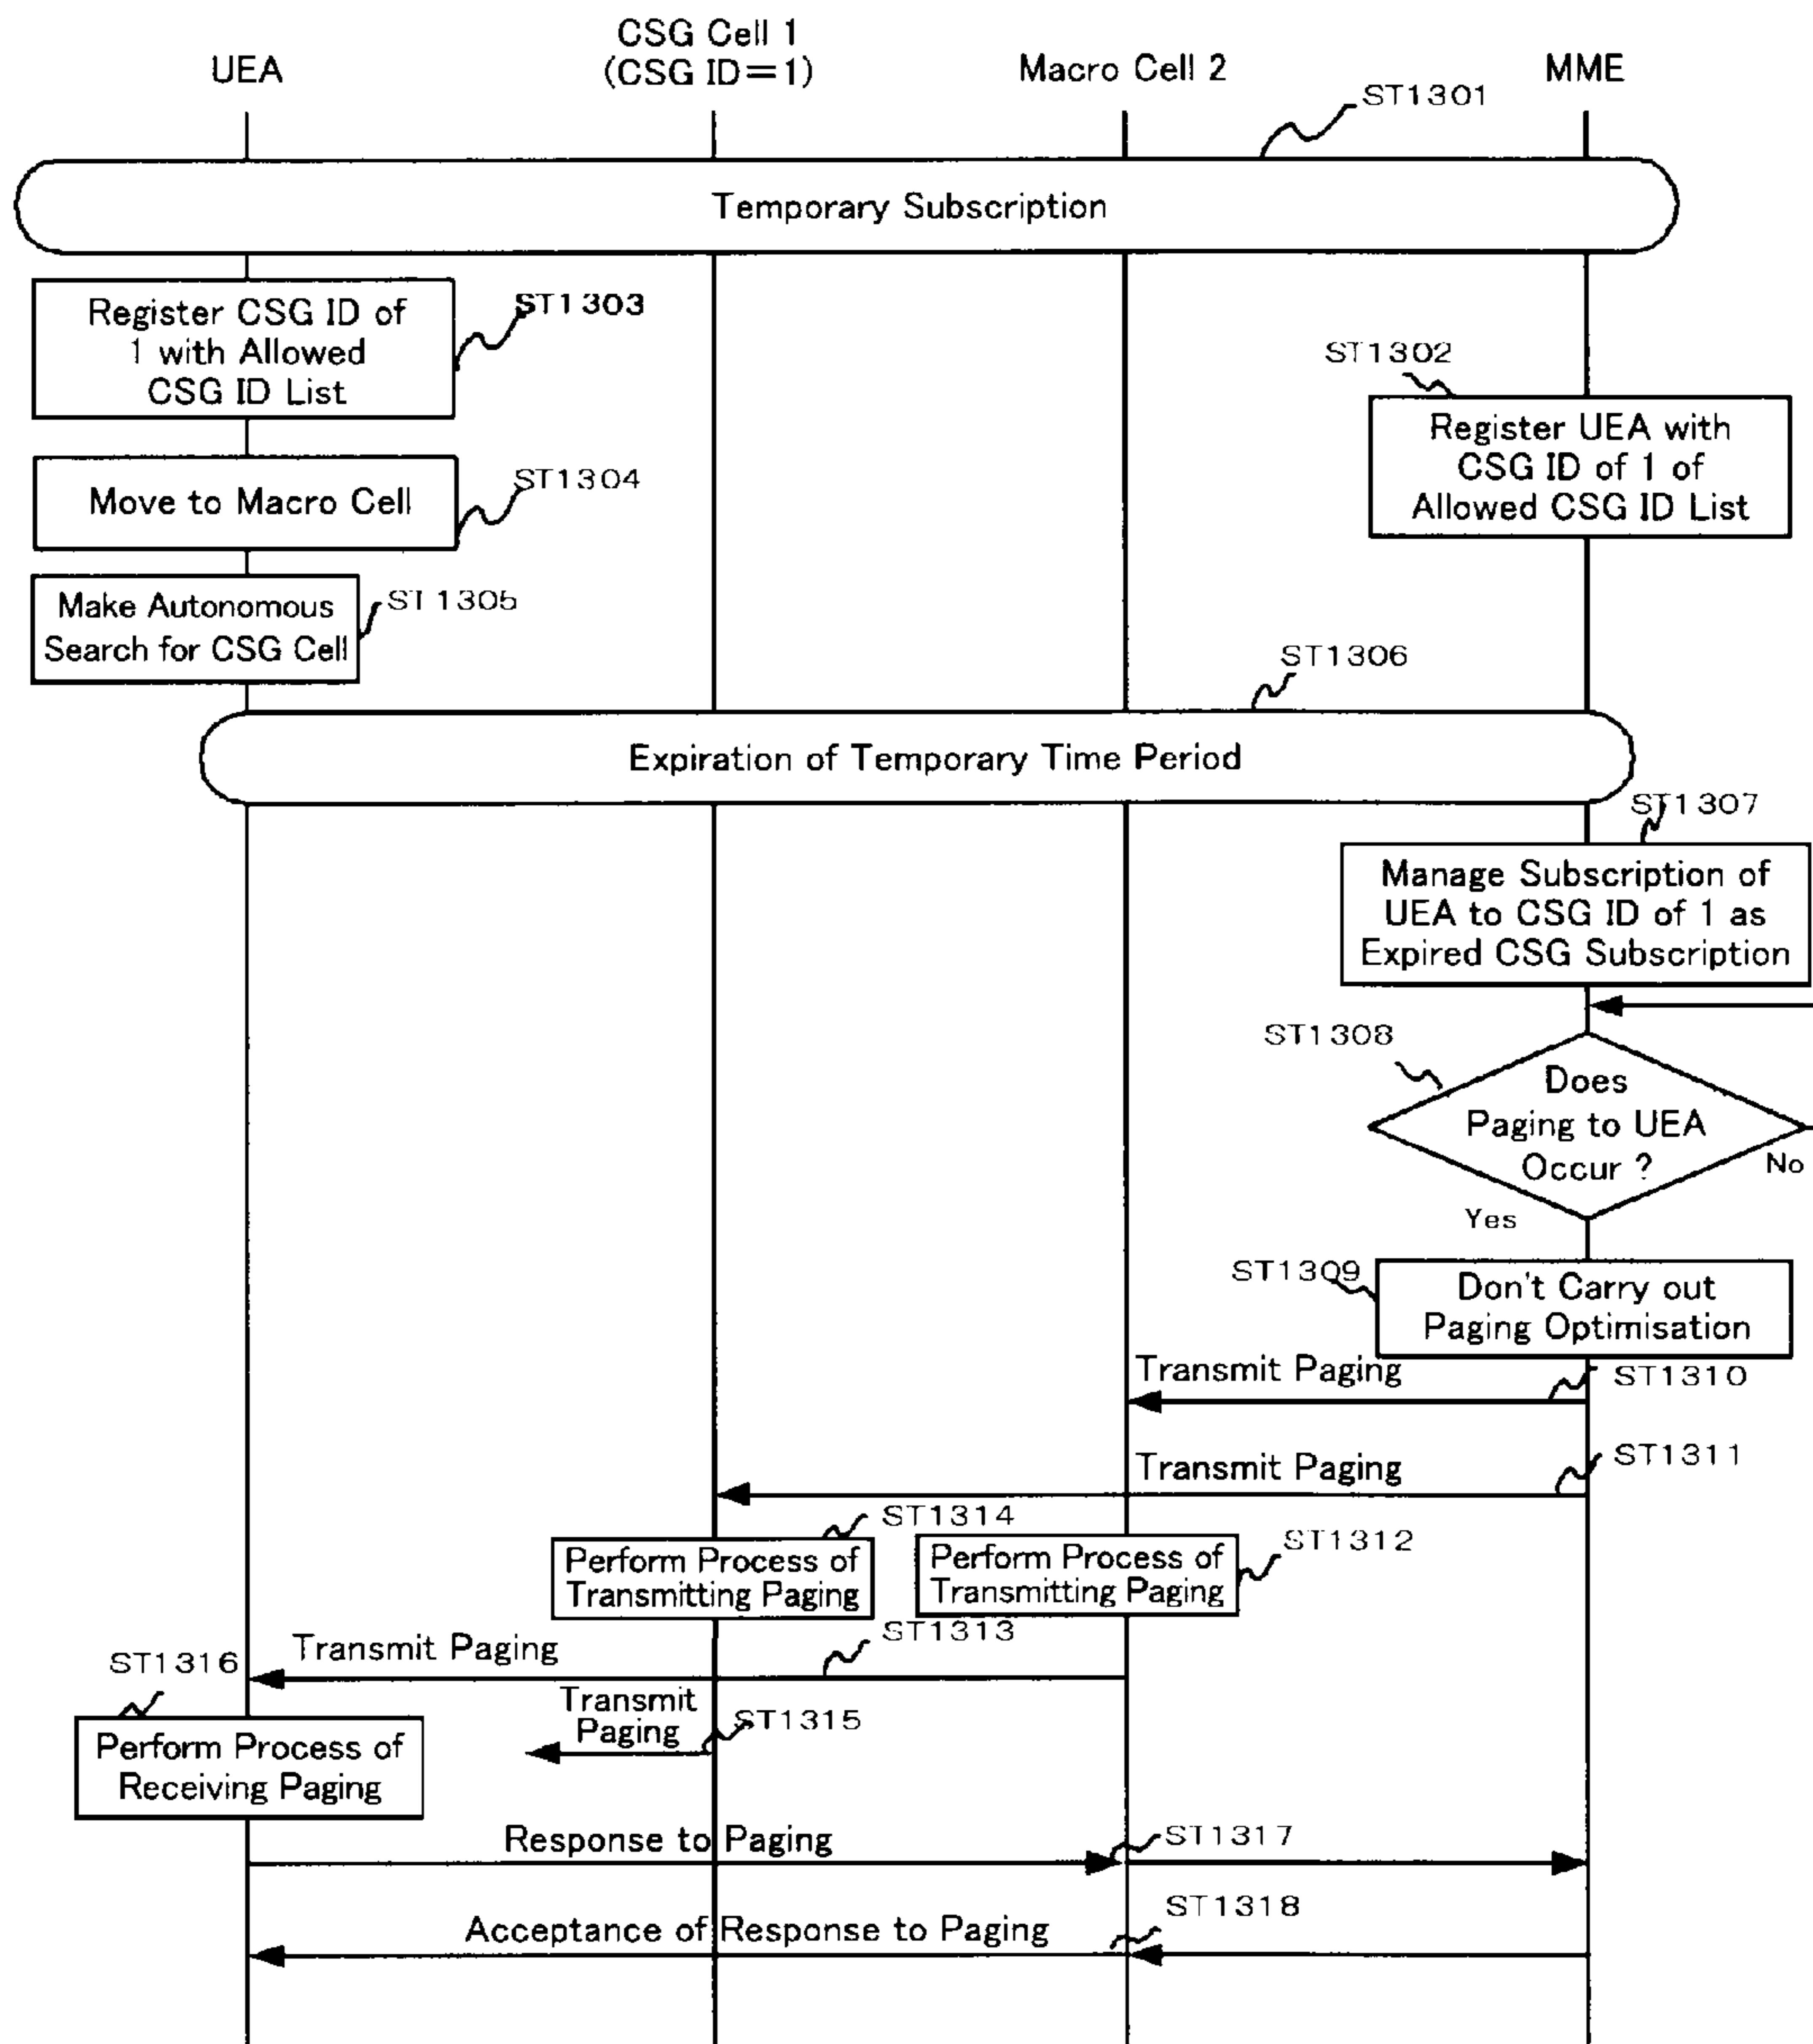 UEA
CSG Cell 1
(CSG ID=1)
Macro Cell 2
MME
ST1301
Temporary Subscription
Register CSG ID of
1 with Allowed
CSG ID List
ST1303
ST1302
Register UEA with
CSG ID of 1 of
Allowed CSG ID List
Move to Macro Cell
ST1304
Make Autonomous
Search for CSG Cell
ST1305
ST1306
Expiration of Temporary Time Period
ST1307
Manage Subscription of
UEA to CSG ID of 1 as
Expired CSG Subscription
ST1308
Does
Paging to UEA
Occur ?
No
Yes
ST1309
Don't Carry out
Paging Optimisation
Transmit Paging
ST1310
Transmit Paging
ST1311
ST1314
Perform Process of
Transmitting Paging
ST1312
Perform Process of
Transmitting Paging
ST1313
Transmit Paging
ST1316
Transmit
Paging
ST1315
Perform Process of
Receiving Paging
Response to Paging
ST1317
Acceptance of Response to Paging
ST1318